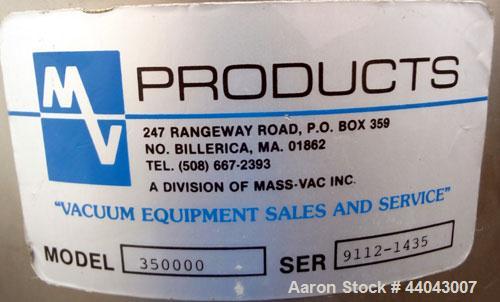 MV PRODUCTS
247 RANGEWAY ROAD, P.O. BOX 359
NO. BILLERICA, MA. 01862
TEL. (508) 667-2393
A DIVISION OF MASS-VAC INC.
"VACUUM EQUIPMENT SALES AND SERVICE"
MODEL 350000 SER 9112-1435
Aaron Stock # 44043007